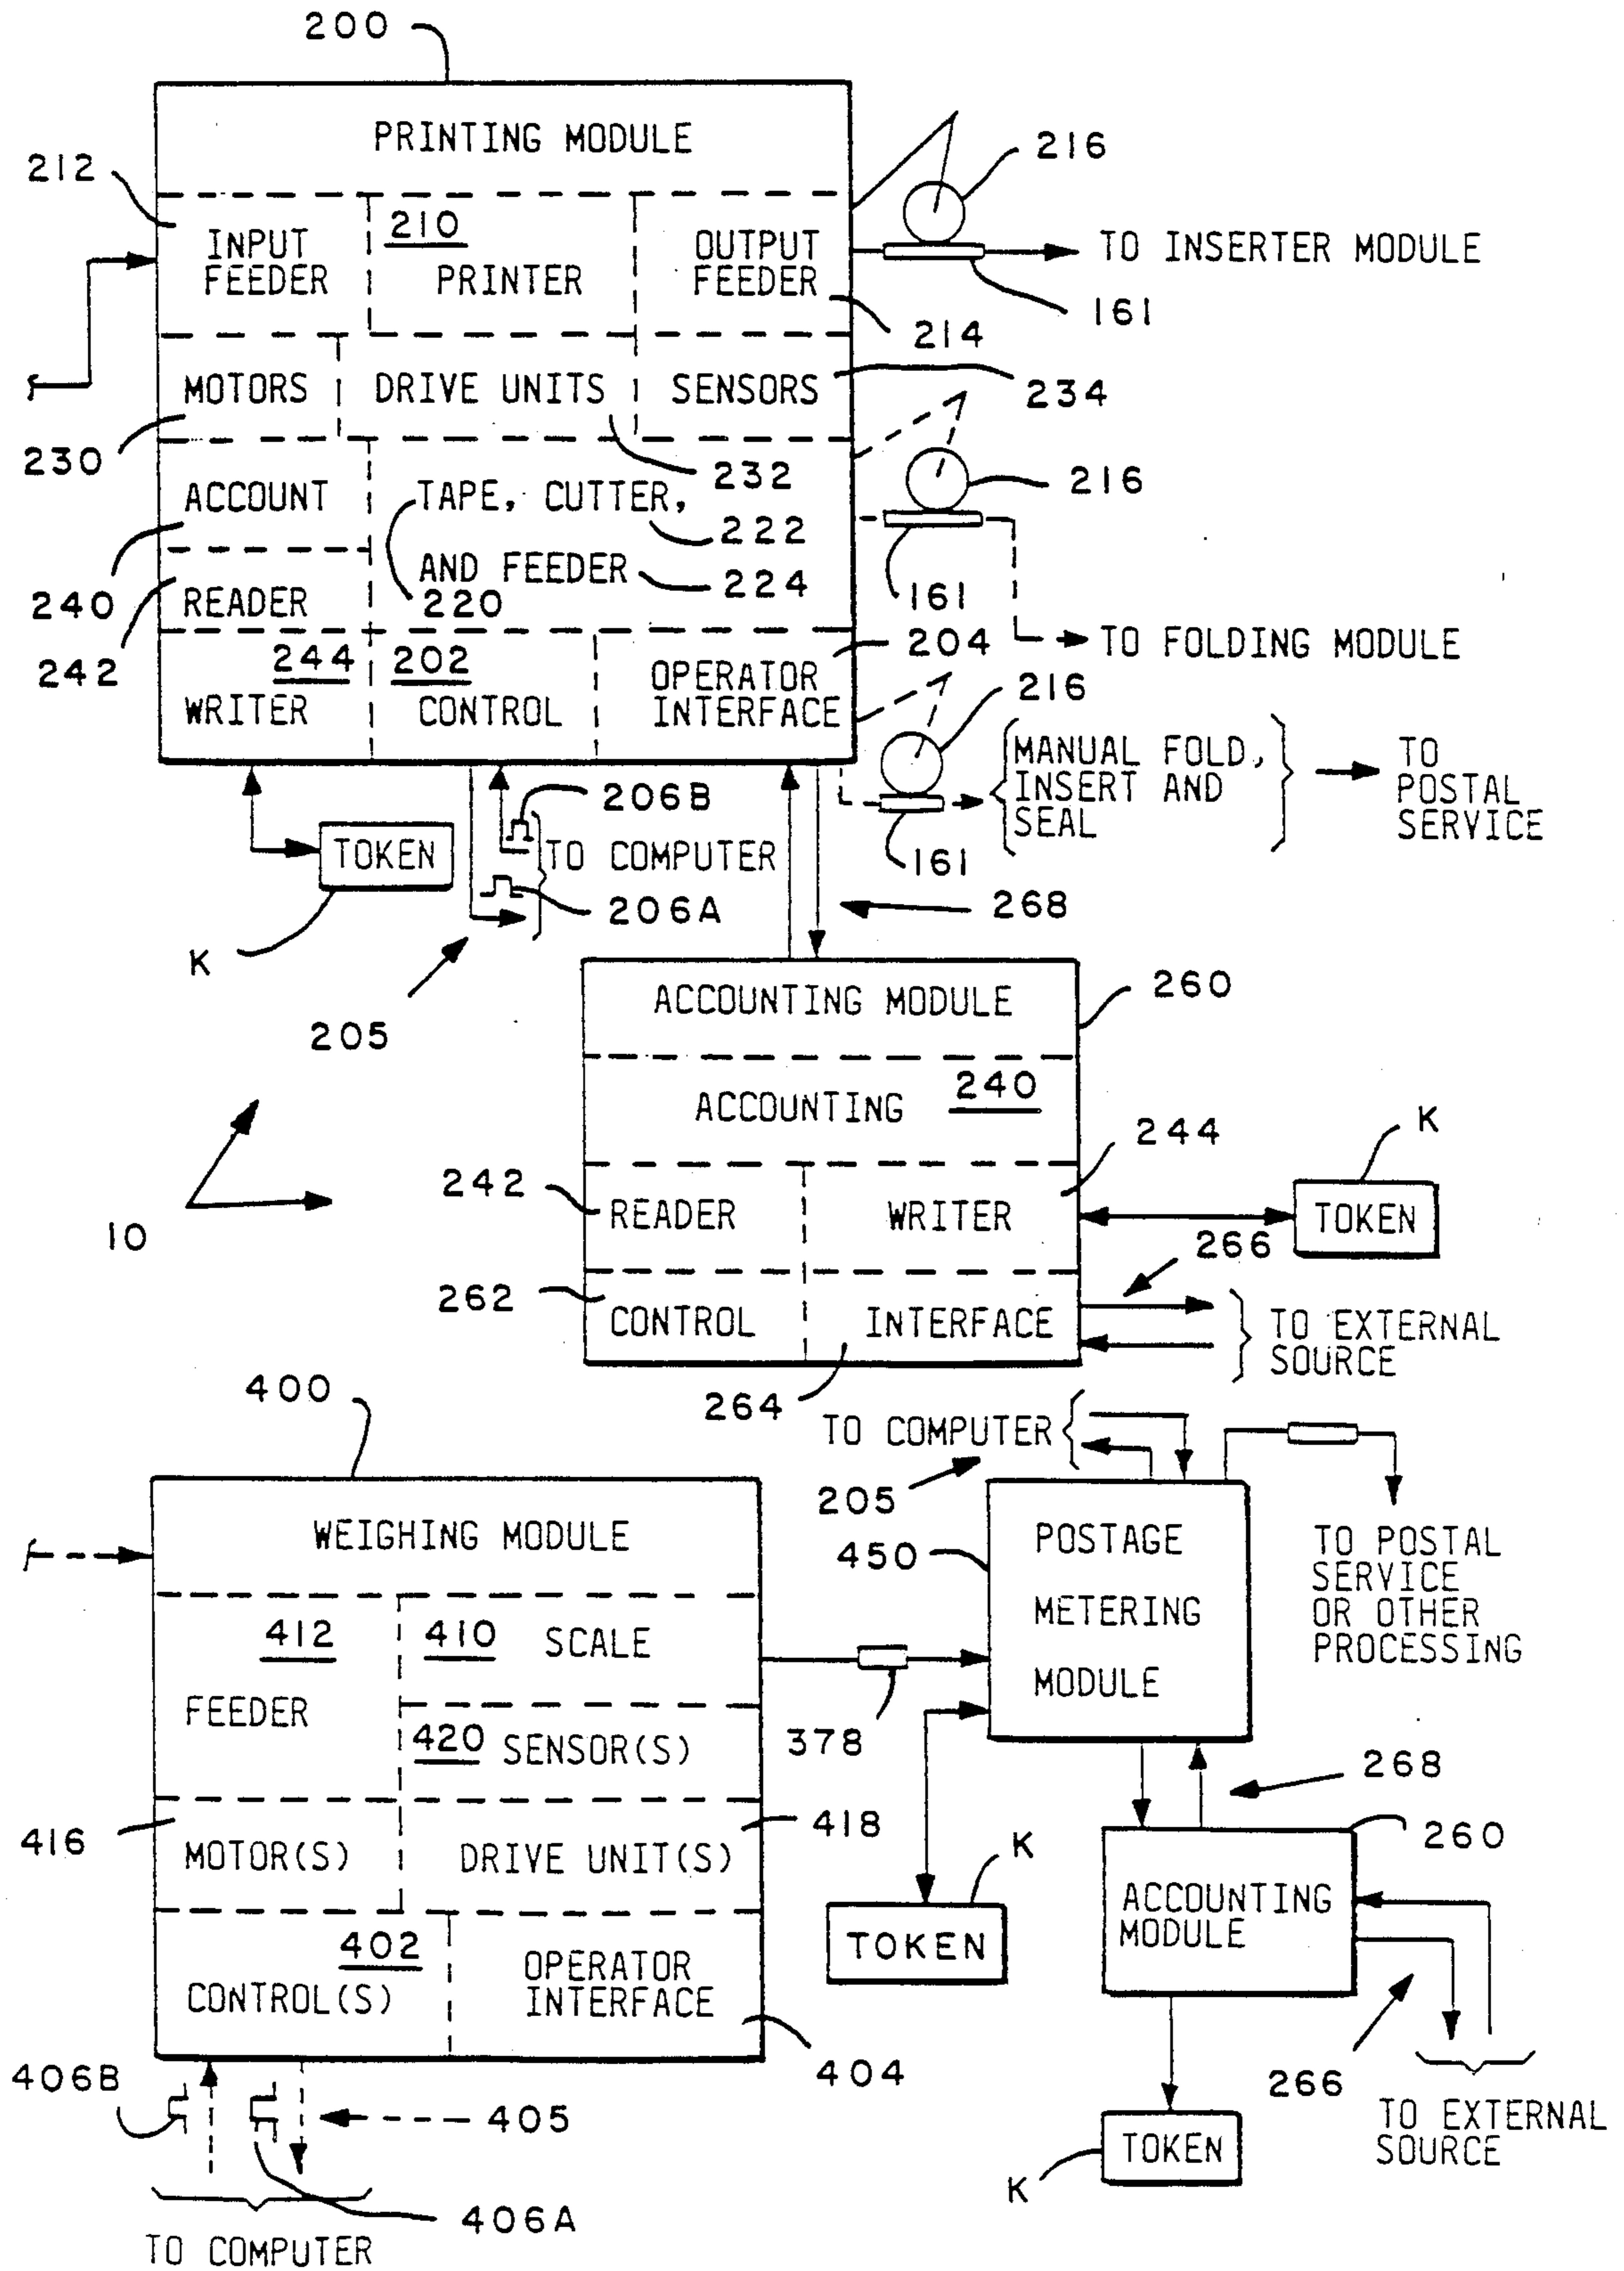 200
PRINTING MODULE
212
216
210
INPUT
FEEDER
PRINTER
OUTPUT
FEEDER
TO INSERTER MODULE
161
214
MOTORS
DRIVE UNITS
SENSORS
234
230
232
216
ACCOUNT
TAPE, CUTTER,
222
AND FEEDER
224
240
READER
220
161
242
244
202
204
TO FOLDING MODULE
WRITER
CONTROL
OPERATOR
INTERFACE
216
MANUAL FOLD,
INSERT AND
SEAL
TO
POSTAL
SERVICE
206B
TOKEN
TO COMPUTER
161
206A
268
K
205
ACCOUNTING MODULE
260
ACCOUNTING
240
10
242
244
K
READER
WRITER
TOKEN
266
262
CONTROL
INTERFACE
TO EXTERNAL
SOURCE
264
400
TO COMPUTER
205
WEIGHING MODULE
450
POSTAGE
METERING
MODULE
TO POSTAL
SERVICE
OR OTHER
PROCESSING
412
410
SCALE
FEEDER
420
SENSOR(S)
378
268
416
MOTOR(S)
DRIVE UNIT(S)
418
K
260
TOKEN
ACCOUNTING
MODULE
402
CONTROL(S)
OPERATOR
INTERFACE
404
266
406B
405
TO EXTERNAL
SOURCE
TOKEN
K
406A
TO COMPUTER